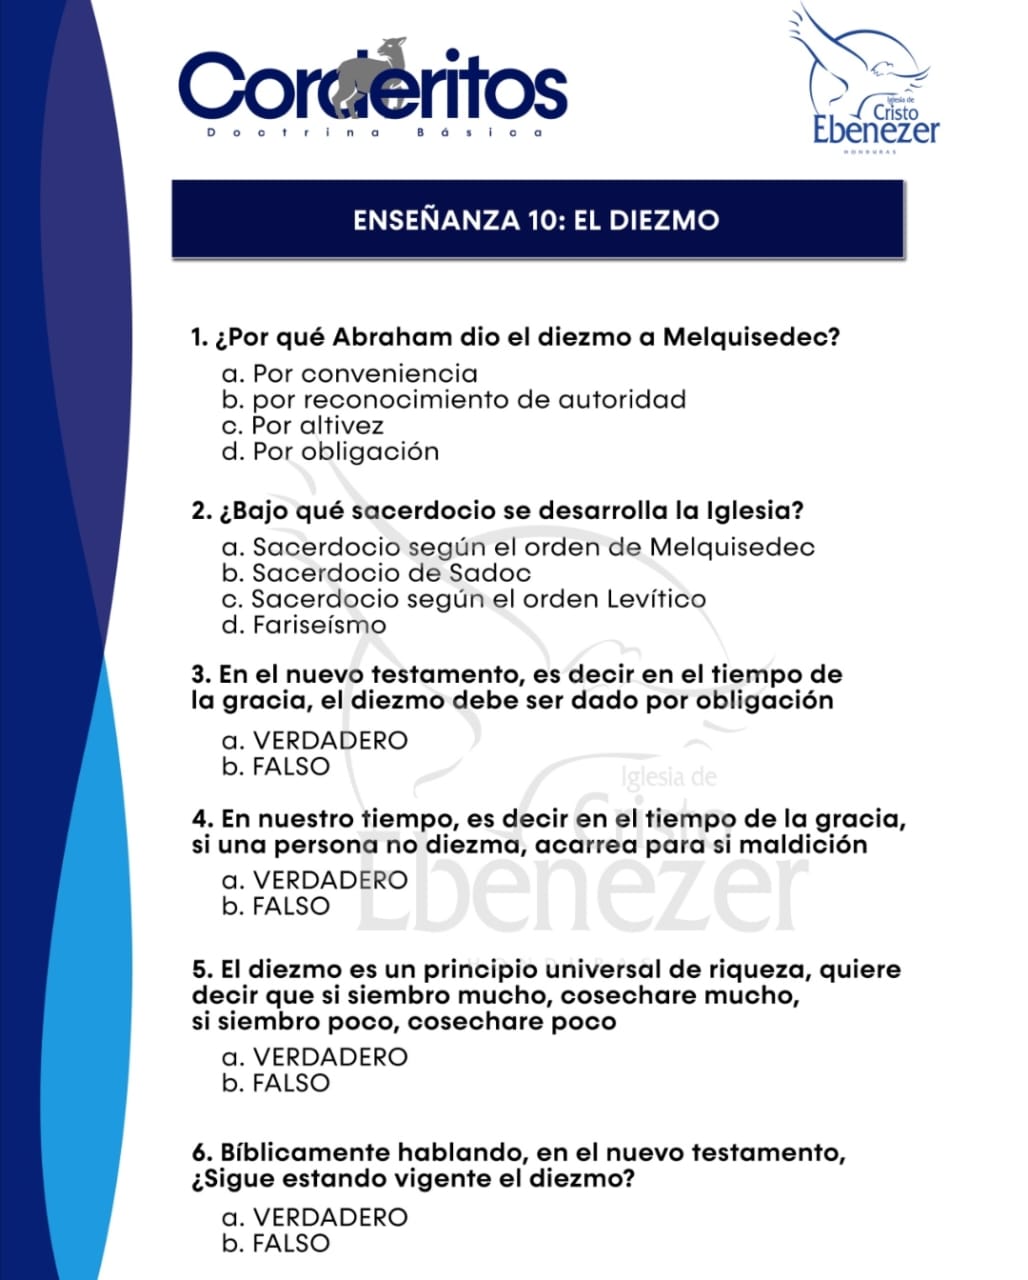 Corderitos
Doctrina Básica
Iglesia de
Cristo
Ebenezer
HONDURAS
ENSEÑANZA 10: EL DIEZMO
1. ¿Por qué Abraham dio el diezmo a Melquisedec?
a. Por conveniencia
b. por reconocimiento de autoridad
c. Por altivez
d. Por obligación
2. ¿Bajo qué sacerdocio se desarrolla la Iglesia?
a. Sacerdocio según el orden de Melquisedec
b. Sacerdocio de Sadoc
c. Sacerdocio según el orden Levítico
d. Fariseísmo
3. En el nuevo testamento, es decir en el tiempo de
la gracia, el diezmo debe ser dado por obligación
a. VERDADERO
b. FALSO
Iglesia de
Cristo
Ebenezer
HONDURAS
4. En nuestro tiempo, es decir en el tiempo de la gracia,
si una persona no diezma, acarrea para si maldición
a. VERDADERO
b. FALSO
5. El diezmo es un principio universal de riqueza, quiere
decir que si siembro mucho, cosechare mucho,
si siembro poco, cosechare poco
a. VERDADERO
b. FALSO
6. Bíblicamente hablando, en el nuevo testamento,
¿Sigue estando vigente el diezmo?
a. VERDADERO
b. FALSO